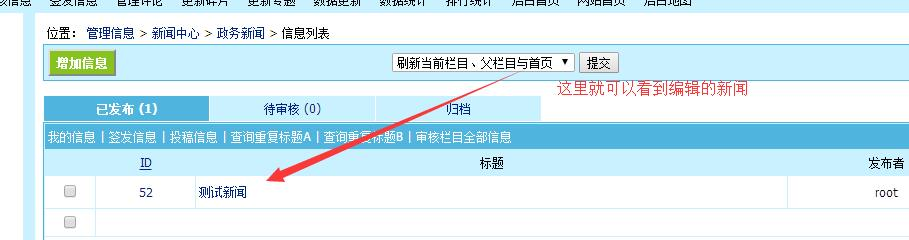 签发信息 管理评论 更新碎片 更新专题 数据更新 数据统计 排行统计 后台首页 网站首页 后台地图
位置： 管理信息 > 新闻中心 > 政务新闻 > 信息列表
增加信息
刷新当前栏目、父栏目与首页 ▼ 提交
这里就可以看到编辑的新闻
已发布 (1) 待审核 (0) 归档
我的信息 | 签发信息 | 投稿信息 | 查询重复标题A | 查询重复标题B | 审核栏目全部信息
ID 标题 发布者
52 测试新闻 root